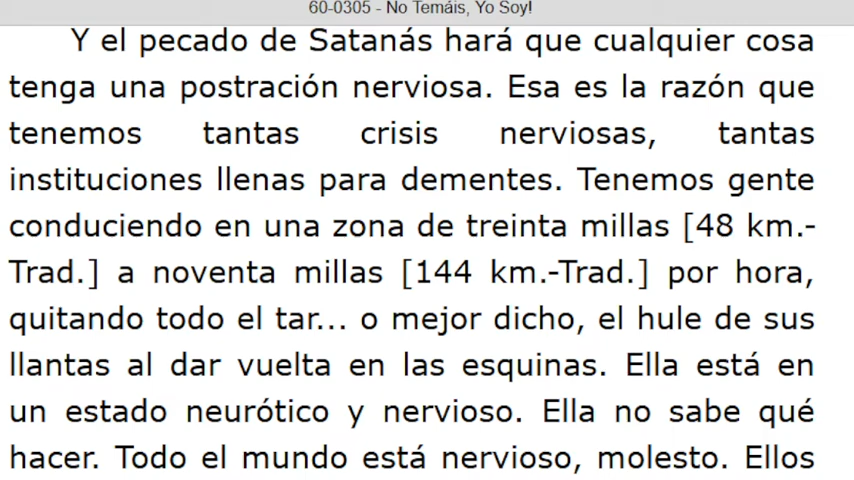 60-0305 - No Temáis, Yo Soy!
Y el pecado de Satanás hará que cualquier cosa
tenga una postración nerviosa. Esa es la razón que
tenemos tantas crisis nerviosas, tantas
instituciones llenas para dementes. Tenemos gente
conduciendo en una zona de treinta millas [48 km.-
Trad.] a noventa millas [144 km.-Trad.] por hora,
quitando todo el tar... o mejor dicho, el hule de sus
llantas al dar vuelta en las esquinas. Ella está en
un estado neurótico y nervioso. Ella no sabe qué
hacer. Todo el mundo está nervioso, molesto. Ellos